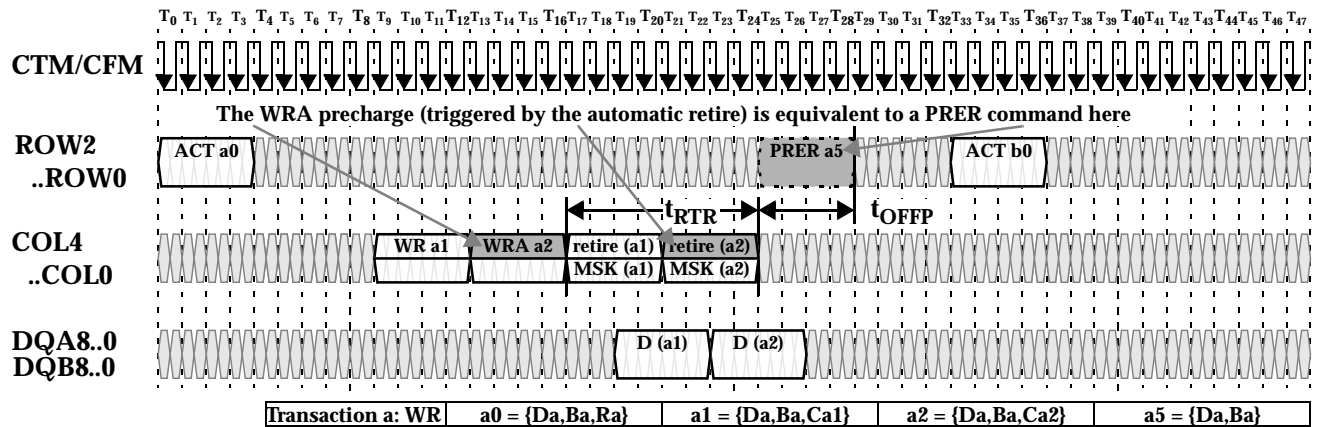 T0 T1 T2 T3 T4 T5 T6 T7 T8 T9 T10 T11 T12 T13 T14 T15 T16 T17 T18 T19 T20 T21 T22 T23 T24 T25 T26 T27 T28 T29 T30 T31 T32 T33 T34 T35 T36 T37 T38 T39 T40 T41 T42 T43 T44 T45 T46 T47
CTM/CFM
The WRA precharge (triggered by the automatic retire) is equivalent to a PRER command here
ROW2
..ROW0
ACT a0
PRER a5
ACT b0
tRTR
tOFFP
COL4
..COL0
WR a1
WRA a2
retire (a1)
retire (a2)
MSK (a1)
MSK (a2)
DQA8..0
DQB8..0
D (a1)
D (a2)
Transaction a: WR
a0 = {Da,Ba,Ra}
a1 = {Da,Ba,Ca1}
a2 = {Da,Ba,Ca2}
a5 = {Da,Ba}